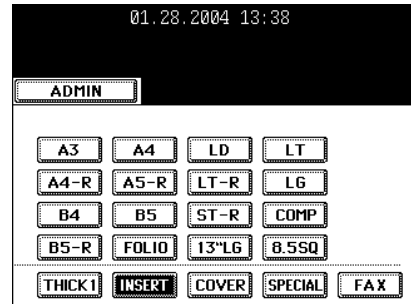 01.28.2004 13:38
ADMIN
A3 A4 LD LT
A4-R A5-R LT-R LG
B4 B5 ST-R COMP
B5-R FOLIO 13"LG 8.5SQ
THICK1 INSERT COVER SPECIAL FAX